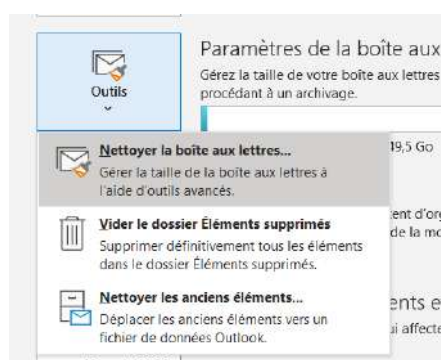 Paramètres de la boîte aux
Gérez la taille de votre boîte aux lettres
procédant à un archivage.
Outils
Nettoyer la boîte aux lettres...
Gérer la taille de la boîte aux lettres à
l'aide d'outils avancés.
49,5 Go
Vider le dossier Éléments supprimés
Supprimer définitivement tous les éléments
dans le dossier Éléments supprimés.
de la
Nettoyer les anciens éléments...
Déplacer les anciens éléments vers un
fichier de données Outlook.